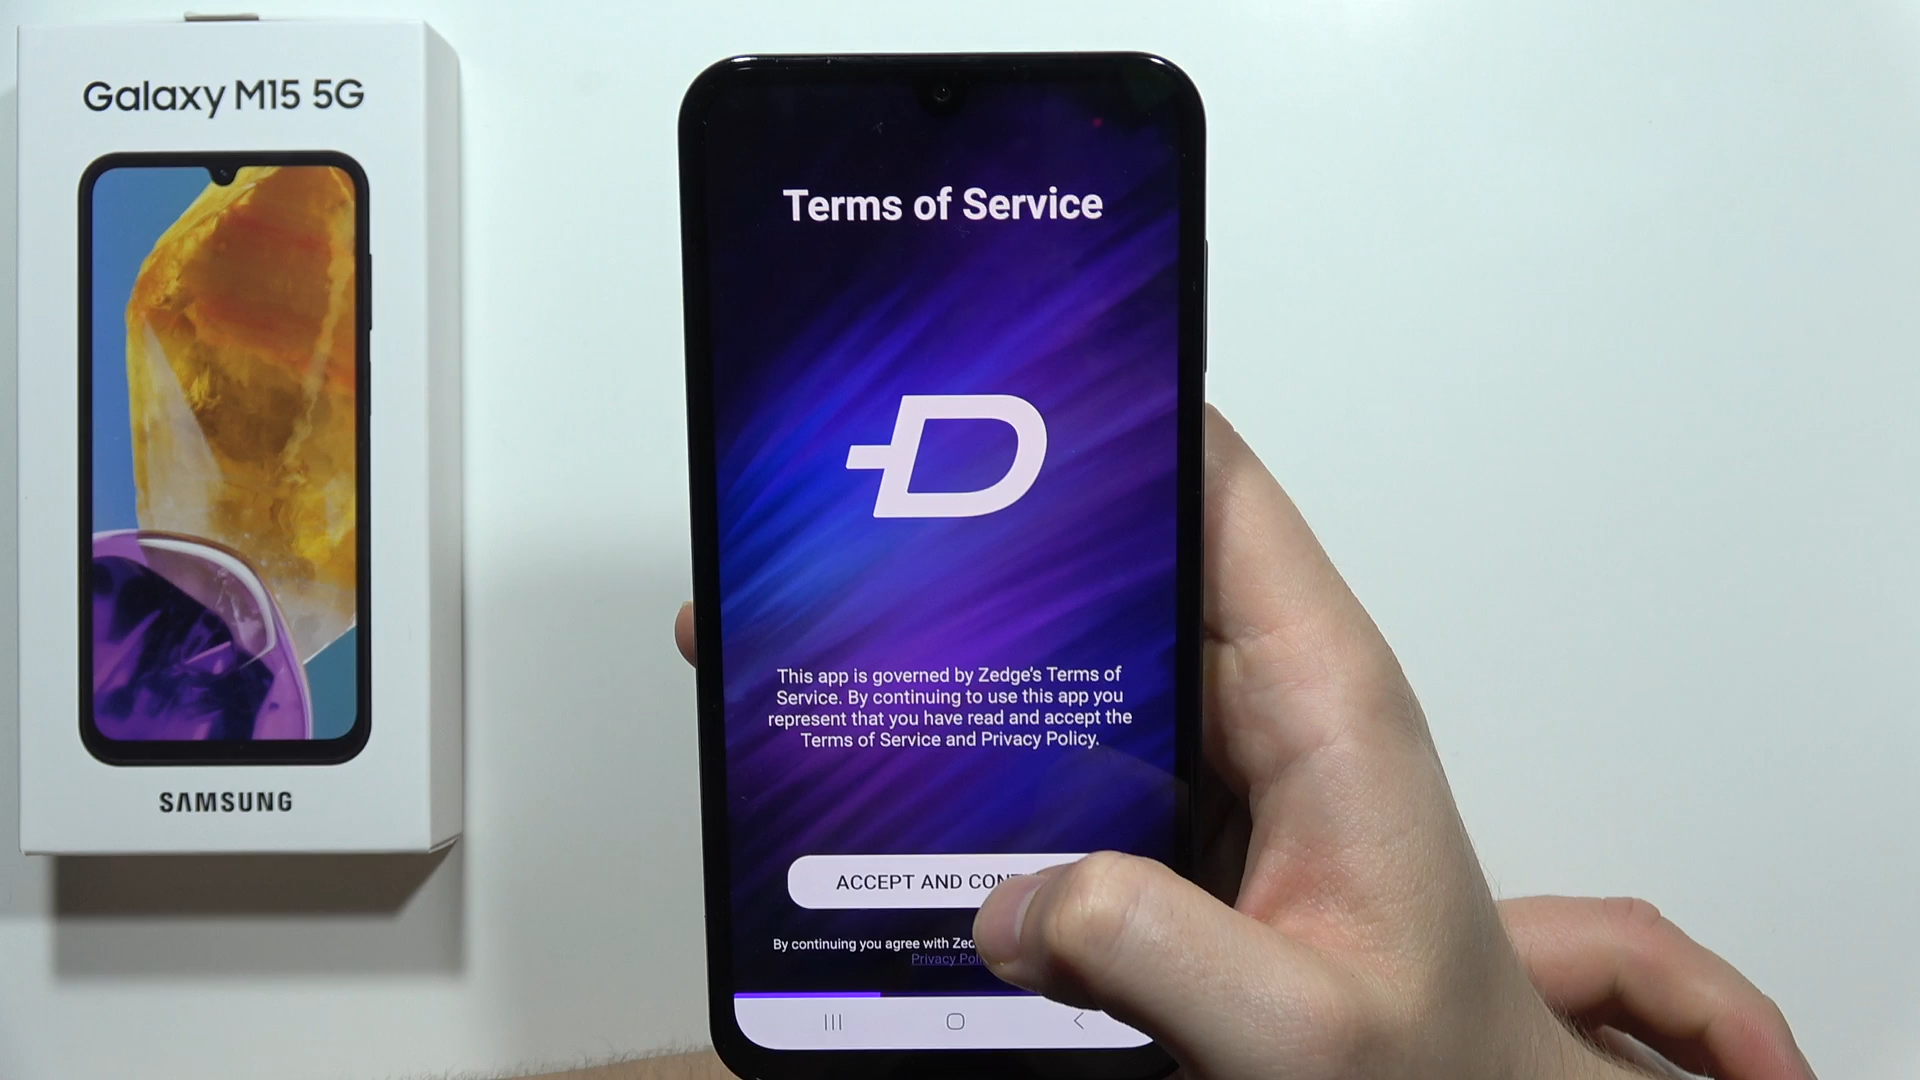 Galaxy M15 5G
SAMSUNG
Terms of Service
This app is governed by Zedge's Terms of
Service. By continuing to use this app you
represent that you have read and accept the
Terms of Service and Privacy Policy.
ACCEPT AND
By continuing you agree with
Privacy